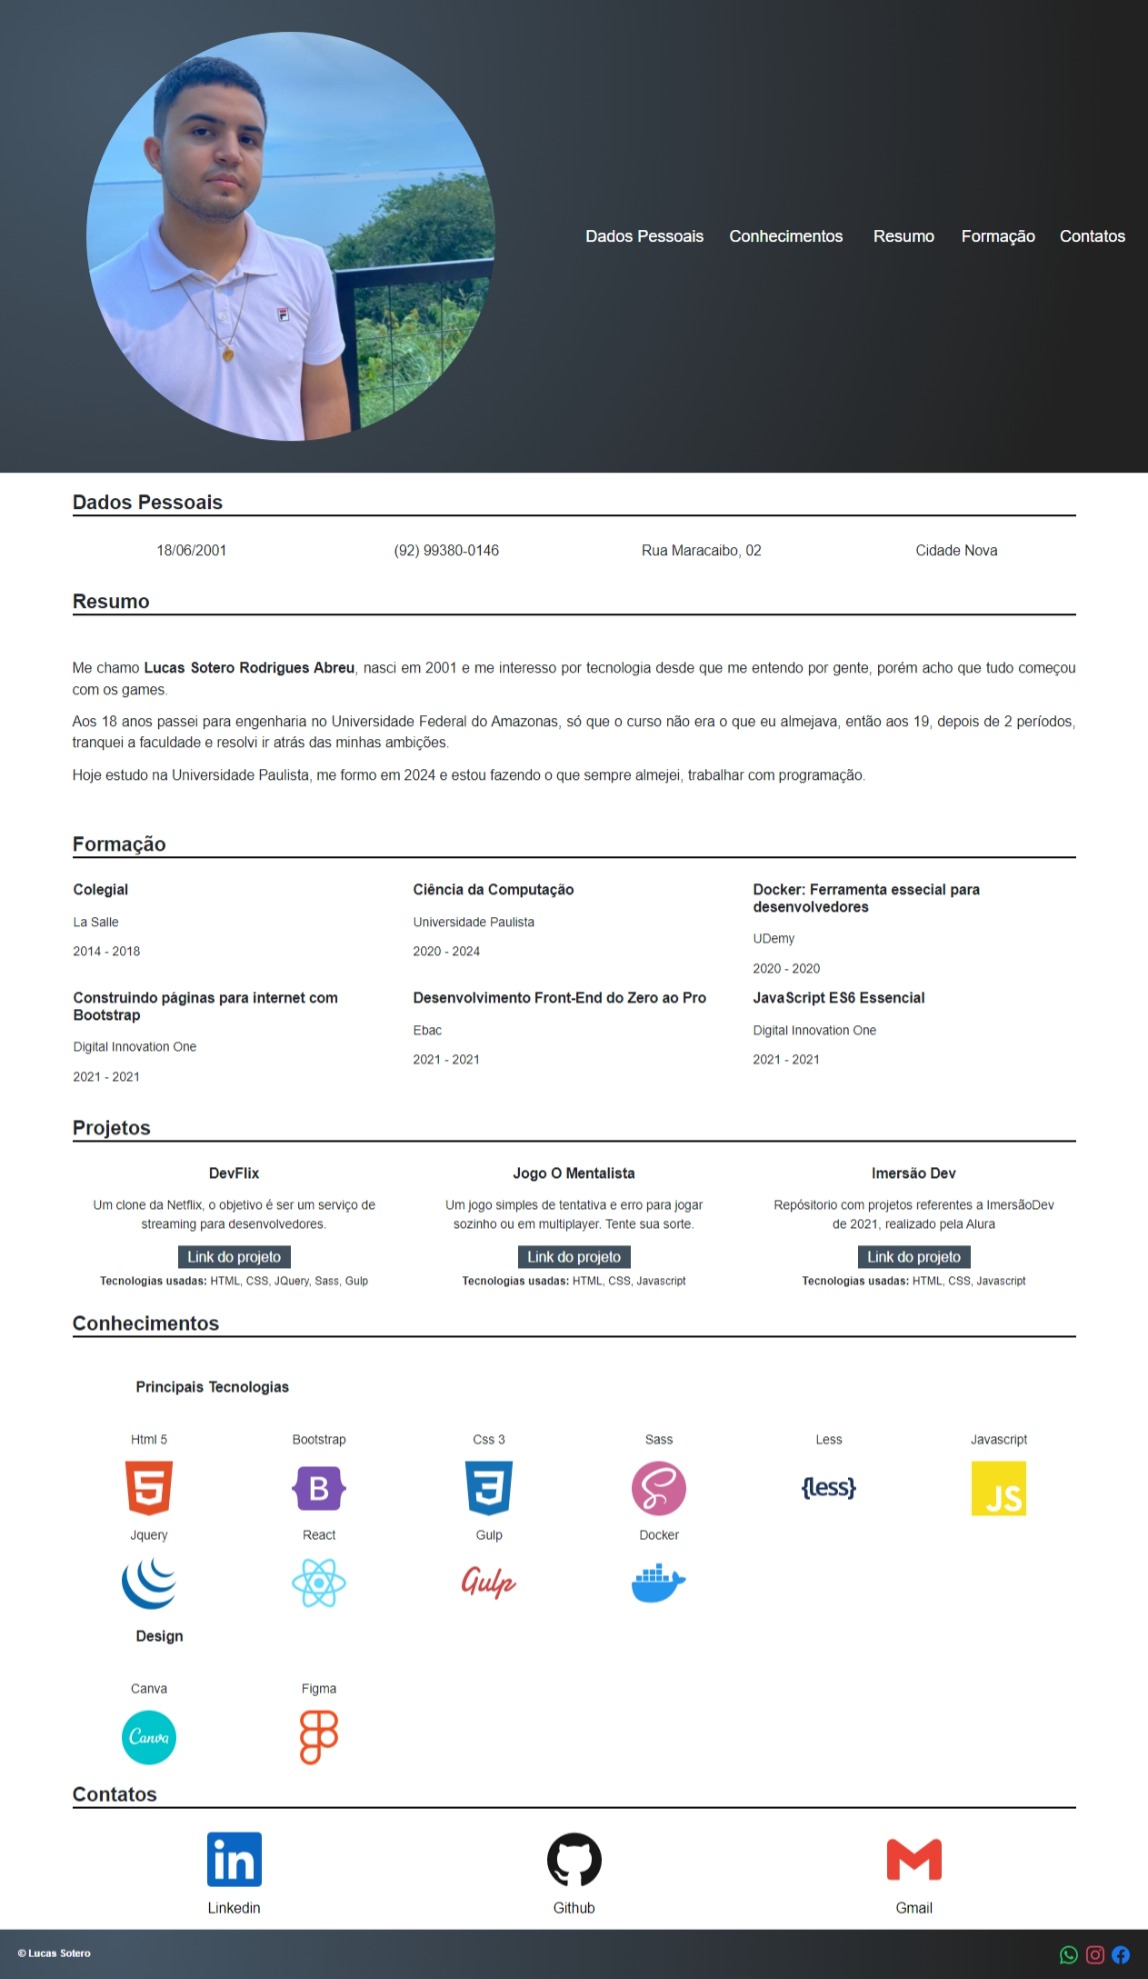 Dados Pessoais Conhecimentos Resumo Formação Contatos
Dados Pessoais
18/06/2001 (92) 99380-0146 Rua Maracaibo, 02 Cidade Nova
Resumo
Me chamo Lucas Sotero Rodrigues Abreu, nasci em 2001 e me interesso por tecnologia desde que me entendo por gente, porém acho que tudo começou
com os games.
Aos 18 anos passei para engenharia no Universidade Federal do Amazonas, só que o curso não era o que eu almejava, então aos 19, depois de 2 períodos,
tranquei a faculdade e resolvi ir atrás das minhas ambições.
Hoje estudo na Universidade Paulista, me formo em 2024 e estou fazendo o que sempre almejei, trabalhar com programação.
Formação
Colegial
La Salle
2014 - 2018
Ciência da Computação
Universidade Paulista
2020 - 2024
Docker: Ferramenta essecial para
desenvolvedores
UDemy
2020 - 2020
Construindo páginas para internet com
Bootstrap
Digital Innovation One
2021 - 2021
Desenvolvimento Front-End do Zero ao Pro
Ebac
2021 - 2021
JavaScript ES6 Essencial
Digital Innovation One
2021 - 2021
Projetos
DevFlix
Um clone da Netflix, o objetivo é ser um serviço de
streaming para desenvolvedores.
Link do projeto
Tecnologias usadas: HTML, CSS, JQuery, Sass, Gulp
Jogo O Mentalista
Um jogo simples de tentativa e erro para jogar
sozinho ou em multiplayer. Tente sua sorte.
Link do projeto
Tecnologias usadas: HTML, CSS, Javascript
Imersão Dev
Repósitorio com projetos referentes a ImersãoDev
de 2021, realizado pela Alura
Link do projeto
Tecnologias usadas: HTML, CSS, Javascript
Conhecimentos
Principais Tecnologias
Html 5 Bootstrap Css 3 Sass Less Javascript
5 B 3 S {less} JS
Jquery React Gulp Docker
Gulp
Design
Canva Figma
Canva
Contatos
in
Linkedin Github Gmail
© Lucas Sotero